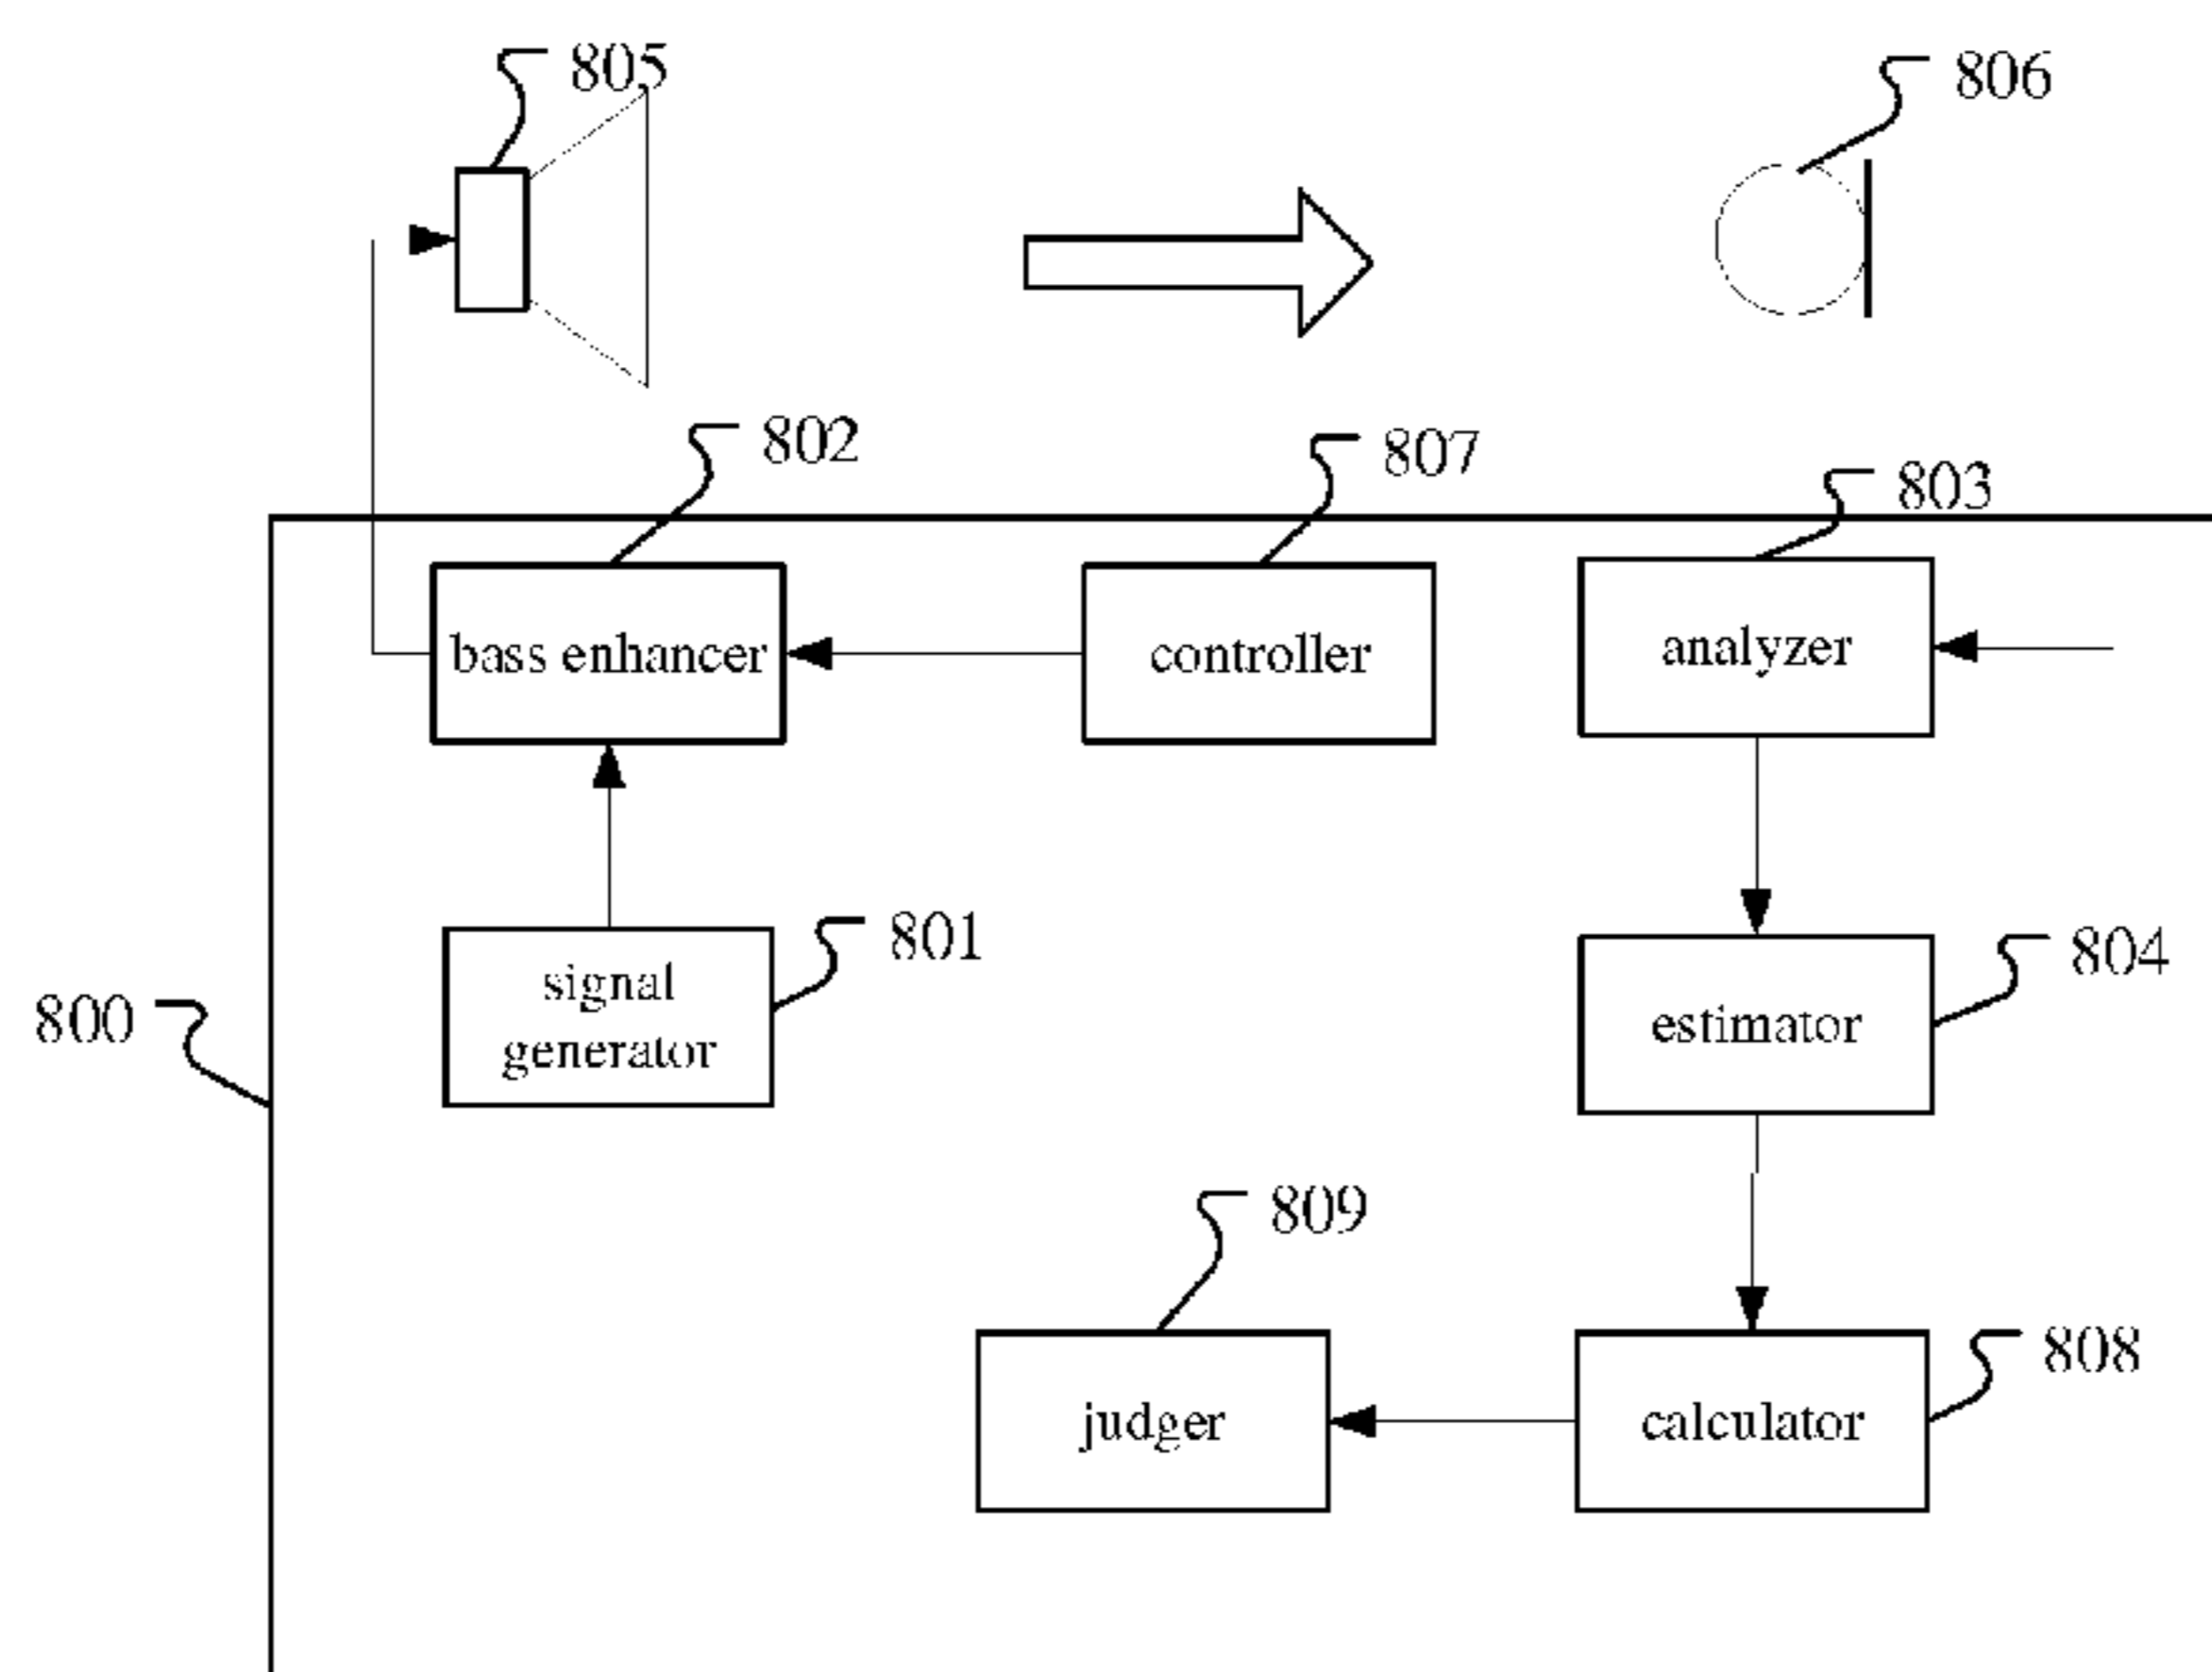 805
806
802
807
803
bass enhancer
controller
analyzer
801
804
800
signal
generator
estimator
809
808
judger
calculator